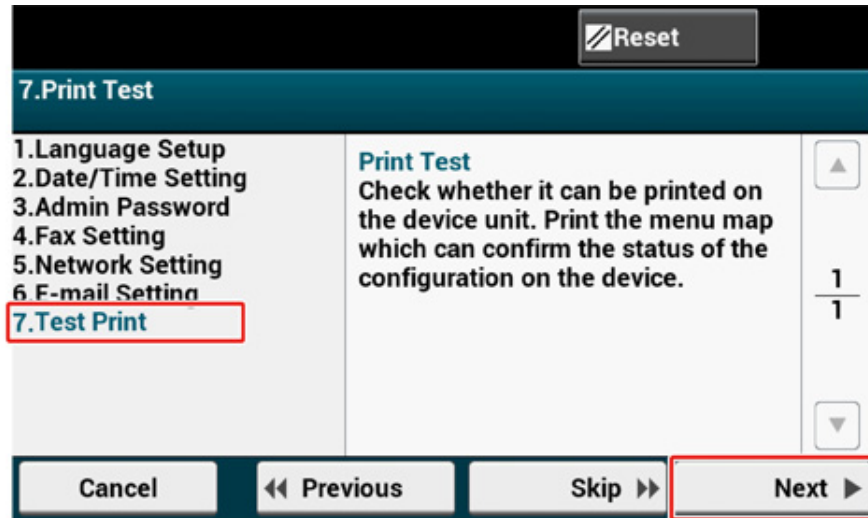 Reset
7.Print Test
1.Language Setup
2.Date/Time Setting
3.Admin Password
4.Fax Setting
5.Network Setting
6.E-mail Setting
7.Test Print
Print Test
Check whether it can be printed on
the device unit. Print the menu map
which can confirm the status of the
configuration on the device.
1
1
Cancel
Previous
Skip
Next